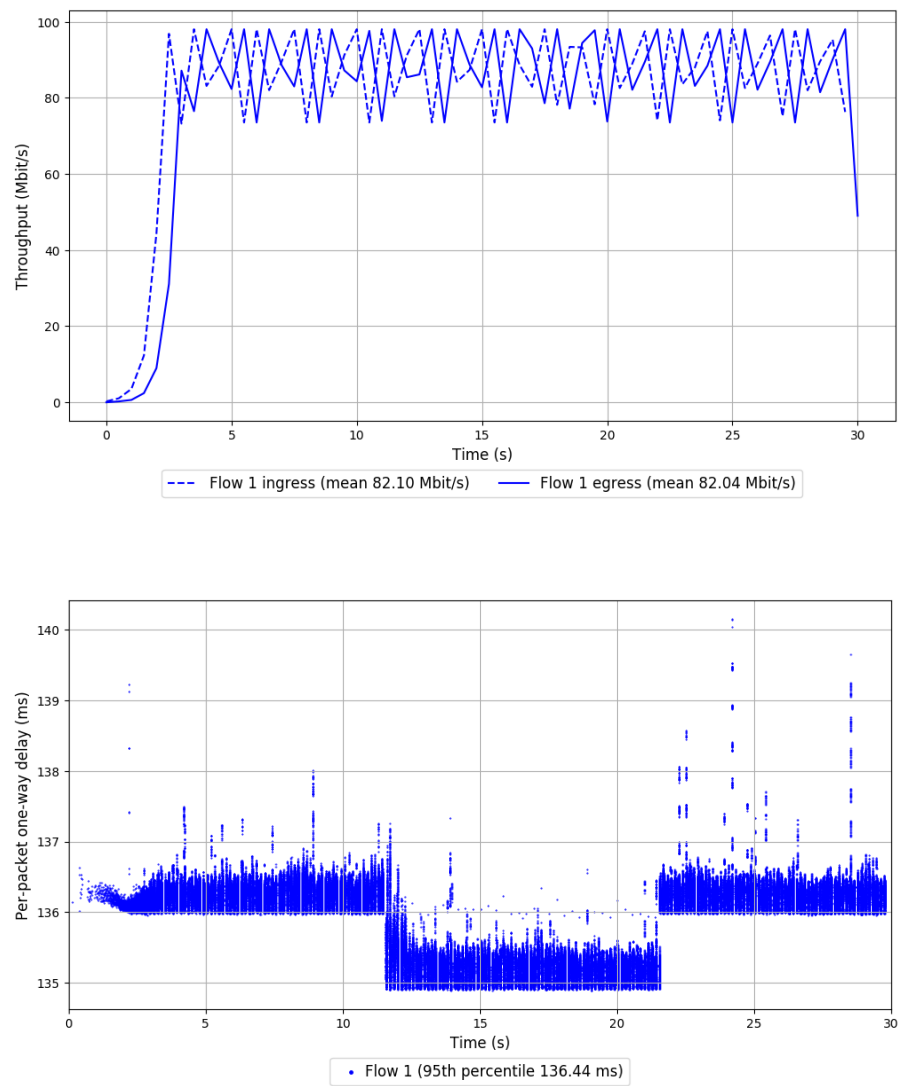 100
80
60
40
20
0
Throughput (Mbit/s)
0 5 10 15 20 25 30
Time (s)
Flow 1 ingress (mean 82.10 Mbit/s) Flow 1 egress (mean 82.04 Mbit/s)
140
139
138
137
136
135
Per-packet one-way delay (ms)
0 5 10 15 20 25 30
Time (s)
Flow 1 (95th percentile 136.44 ms)